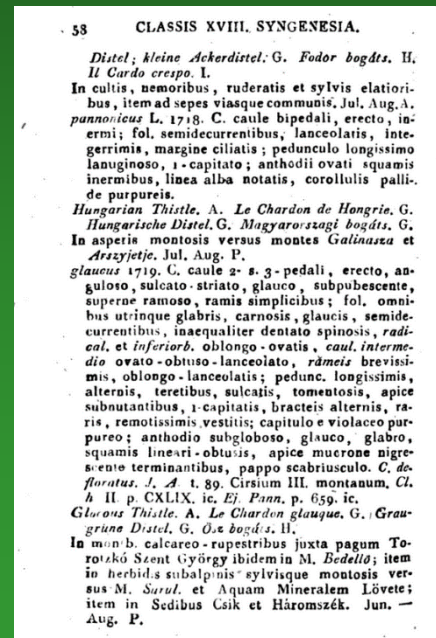 58 CLASSIS XVIII. SYNGENESIA.
Distel; kleine Ackerdistel. G. Fodor bogáts. H.
Il Cardo crespo. I.
In cultis, nemoribus, ruderatis et sylvis elatiori-
bus, item ad sepes viasque communis. Jul. Aug. A.
pannonicus L. 1718. C. caule bipedali, erecto, in-
ermi; fol. semidecurrentibus, lanceolatis, inte-
gerrimis, margine ciliatis; pedunculo longissimo
lanuginoso, 1-capitato; anthodii ovati squamis
inermibus, linea alba notatis, corollulis palli-
de purpureis.
Hungarian Thistle. A. Le Chardon de Hongrie. G.
Hungarische Distel. G. Magyarországi bogáts. G.
In asperis montosis versus montes Galinasza et
Arszyjetje. Jul. Aug. P.
glaucus 1719. C. caule 2- s. 3-pedali, erecto, an-
guloso, sulcato-striato, glauco, subpubescente,
superne ramoso, ramis simplicibus; fol. omni-
bus utrinque glabris, carnosis, glaucis, semide-
currentibus, inaequaliter dentato spinosis, radi-
cal. et inferiorb. oblongo-ovatis, caul. interme-
dio ovato-obtuso-lanceolato, rameis brevissi-
mis, oblongo-lanceolatis; pedunc. longissimis,
alternis, teretibus, sulcatis, tomentosis, apice
subnutantibus, 1-capitatis, bracteis alternis, ra-
ris, remotissimis vestitis; capitulo e violaceo pur-
pureo; anthodio subgloboso, glauco, glabro,
squamis lineari-obtusis, apice mucrone nigre-
scente terminantibus, pappo scabriusculo. C. de-
floratus. J. A. t. 89. Cirsium III. montanum. Cl.
h II. p. CXLIX. ic. Ej. Pann. p. 659. ic.
Glocous Thistle. A. Le Chardon glauque. G. Grau-
grüne Distel. G. Ősz bogáts. H.
In montb. calcareo-rupestribus juxta pagum To-
rotzkó Szent György ibidem in M. Bedellő; item
in herbidis subalpinis sylvisque montosis ver-
sus M. Surul. et Aquam Mineralem Lövete;
item in Sedibus Csik et Háromszék. Jun. —
Aug. P.